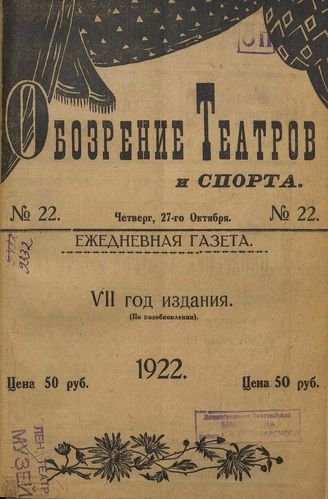 ОП
Обозрение Театров
и СПОРТА.
№ 22. Четверг, 27-го Октября. № 22.
ЕЖЕДНЕВНАЯ ГАЗЕТА.
VII год издания.
(По возобновлении).
1922.
Цена 50 руб. Цена 50 руб.
ЛЕН. ТЕАТР.
МУЗЕЙ
БИБЛИОТЕКА